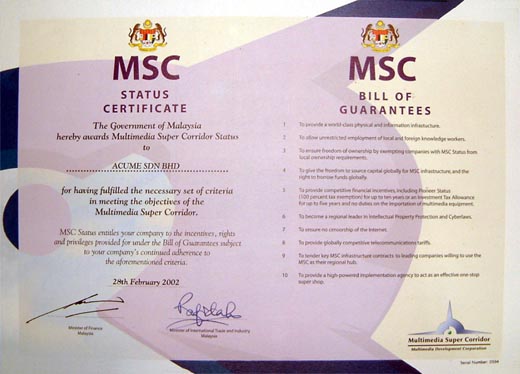 MSC
STATUS
CERTIFICATE
The Government of Malaysia
hereby awards Multimedia Super Corridor Status
to
ACUME SDN BHD
for having fulfilled the necessary set of criteria
in meeting the objectives of the
Multimedia Super Corridor.
MSC Status entitles your company to the incentives, rights
and privileges provided for under the Bill of Guarantees subject
to your company's continued adherence to
the aforementioned criteria.
28th February 2002
Minister of Finance
Malaysia
Minister of International Trade and Industry
Malaysia
MSC
BILL OF
GUARANTEES
1 To provide a world-class physical and information infrastructure.
2 To allow unrestricted employment of local and foreign knowledge workers.
3 To ensure freedom of ownership by exempting companies with MSC Status from
local ownership requirements.
4 To give the freedom to source capital globally for MSC infrastructure, and the
right to borrow funds globally.
5 To provide competitive financial incentives, including Pioneer Status
(100 percent tax exemption) for up to ten years or an Investment Tax Allowance
for up to five years and no duties on the importation of multimedia equipment.
6 To become a regional leader in Intellectual Property Protection and Cyberlaws.
7 To ensure no censorship of the Internet.
8 To provide globally competitive telecommunications tariffs.
9 To tender key MSC infrastructure contracts to leading companies willing to use the
MSC as their regional hub.
10 To provide a high-powered implementation agency to act as an effective one-stop
super shop.
Multimedia Super Corridor
Multimedia Development Corporation
Serial Number: